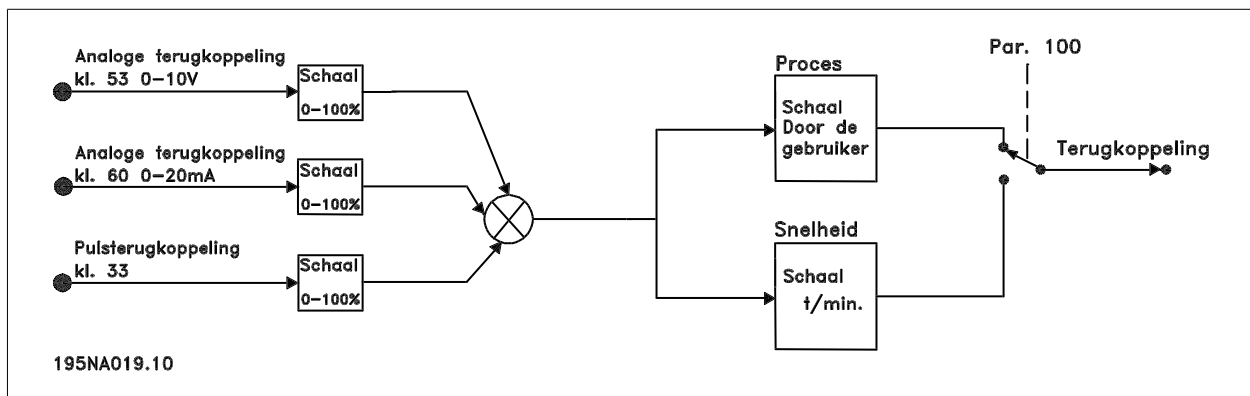 Analoge terugkoppeling
kl. 53 0-10V
Schaal
0-100%
Analoge terugkoppeling
kl. 60 0-20mA
Schaal
0-100%
Pulsterugkoppeling
kl. 33
Schaal
0-100%
Proces
Schaal
Door de
gebruiker
Snelheid
Schaal
t/min.
Par. 100
Terugkoppeling
195NA019.10